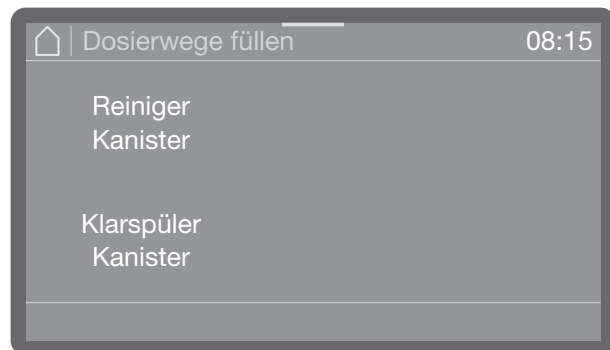 Dosierwege füllen 08:15
Reiniger
Kanister
Klarspüler
Kanister